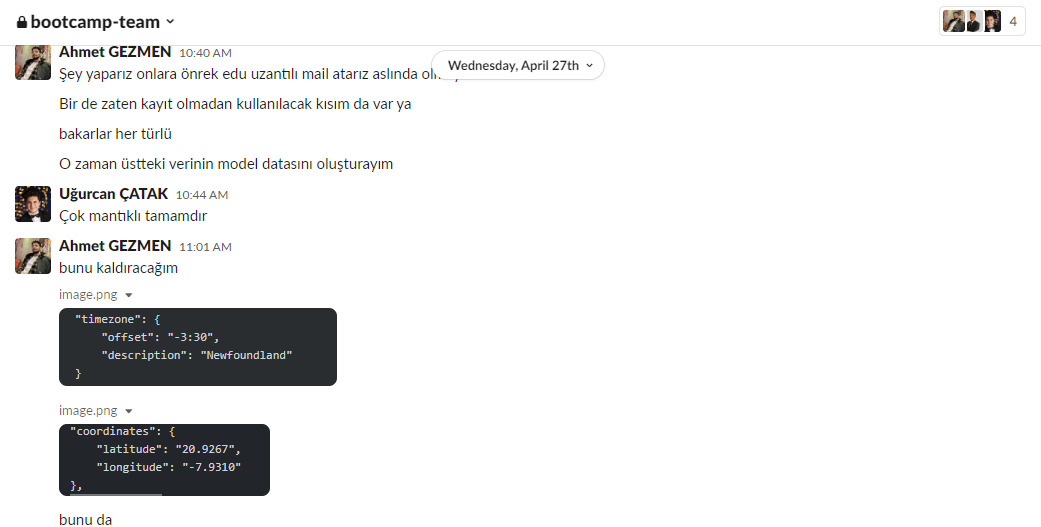 bootcamp-team
4
Ahmet GEZMEN 10:40 AM
Wednesday, April 27th
Şey yaparız onlara önrek edu uzantılı mail atarız aslında
Bir de zaten kayıt olmadan kullanılacak kısım da var ya
bakarlar her türlü
O zaman üstteki verinin model datasını oluşturayım
Uğurcan ÇATAK 10:44 AM
Çok mantıklı tamamdır
Ahmet GEZMEN 11:01 AM
bunu kaldıracağım
image.png
"timezone": {
"offset": "-3:30",
"description": "Newfoundland"
}
image.png
"coordinates": {
"latitude": "20.9267",
"longitude": "-7.9310"
},
bunu da